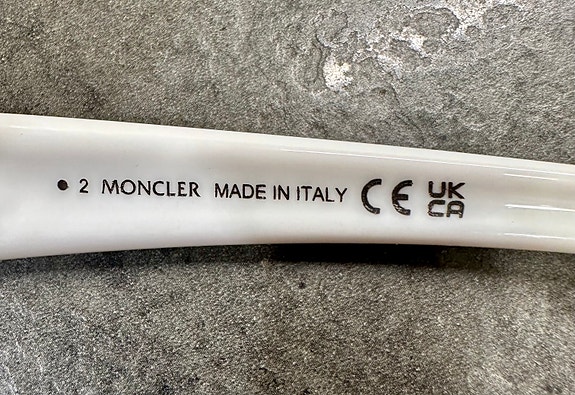 • 2 MONCLER MADE IN ITALY CE UK
CA